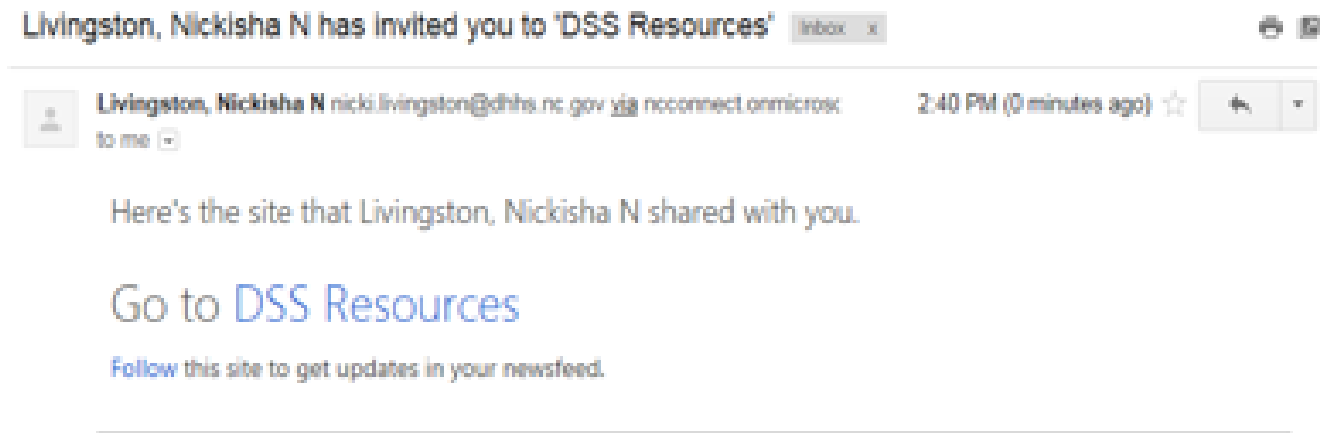 Livingston, Nickisha N has invited you to 'DSS Resources' Inbox x
Livingston, Nickisha N nicki.livingston@dhhs.nc.gov via ncconnect.onmicrosc 2:40 PM (0 minutes ago)
to me
Here's the site that Livingston, Nickisha N shared with you.
Go to DSS Resources
Follow this site to get updates in your newsfeed.